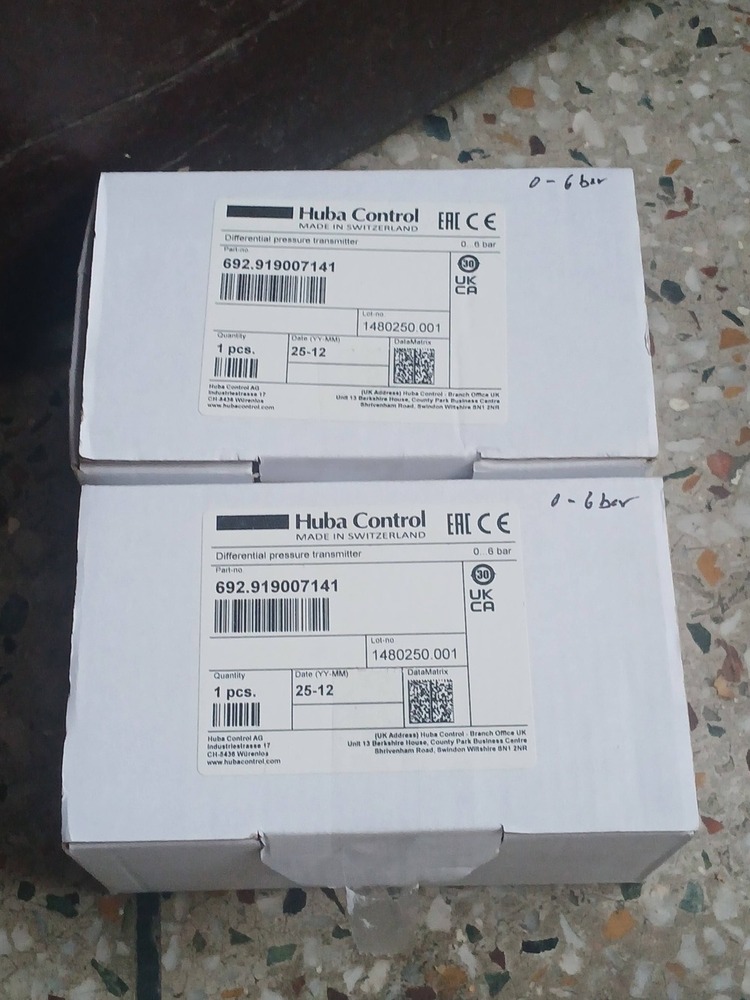 0 - 6 bar
Huba Control
MADE IN SWITZERLAND
EAC CE
Differential pressure transmitter 0...6 bar
Part-no
692.919007141
30
UK
CA
Lot-no
1480250.001
Quantity Date (YY-MM) DataMatrix
1 pcs. 25-12
Huba Control AG (UK Address) Huba Control - Branch Office UK
Industriestrasse 17 Unit 13 Berkshire House, County Park Business Centre
CH-5436 Würenlos Shrivenham Road, Swindon Wiltshire SN1 2NR
www.hubacontrol.com
0 - 6 bar
Huba Control
MADE IN SWITZERLAND
EAC CE
Differential pressure transmitter 0...6 bar
Part-no
692.919007141
30
UK
CA
Lot-no
1480250.001
Quantity Date (YY-MM) DataMatrix
1 pcs. 25-12
Huba Control AG (UK Address) Huba Control - Branch Office UK
Industriestrasse 17 Unit 13 Berkshire House, County Park Business Centre
CH-5436 Würenlos Shrivenham Road, Swindon Wiltshire SN1 2NR
www.hubacontrol.com